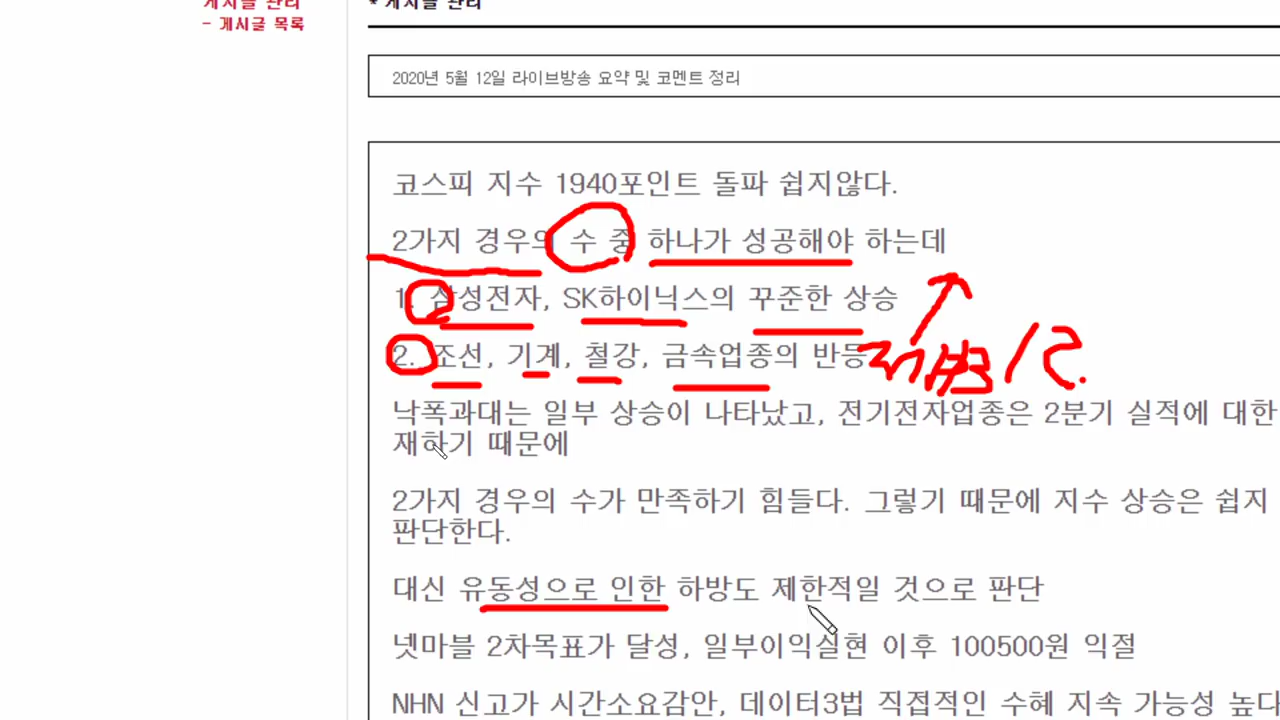 게시글 관리
* 게시글 관리
- 게시글 목록
2020년 5월 12일 라이브방송 요약 및 코멘트 정리
코스피 지수 1940포인트 돌파 쉽지않다.
2가지 경우의 수 중 하나가 성공해야 하는데
1. 삼성전자, SK하이닉스의 꾸준한 상승
2. 조선, 기계, 철강, 금속업종의 반등
낙폭과대는 일부 상승이 나타났고, 전기전자업종은 2분기 실적에 대한
재하기 때문에
2가지 경우의 수가 만족하기 힘들다. 그렇기 때문에 지수 상승은 쉽지
판단한다.
대신 유동성으로 인한 하방도 제한적일 것으로 판단
넷마블 2차목표가 달성, 일부이익실현 이후 100500원 익절
NHN 신고가 시간소요감안, 데이터3법 직접적인 수혜 지속 가능성 높다